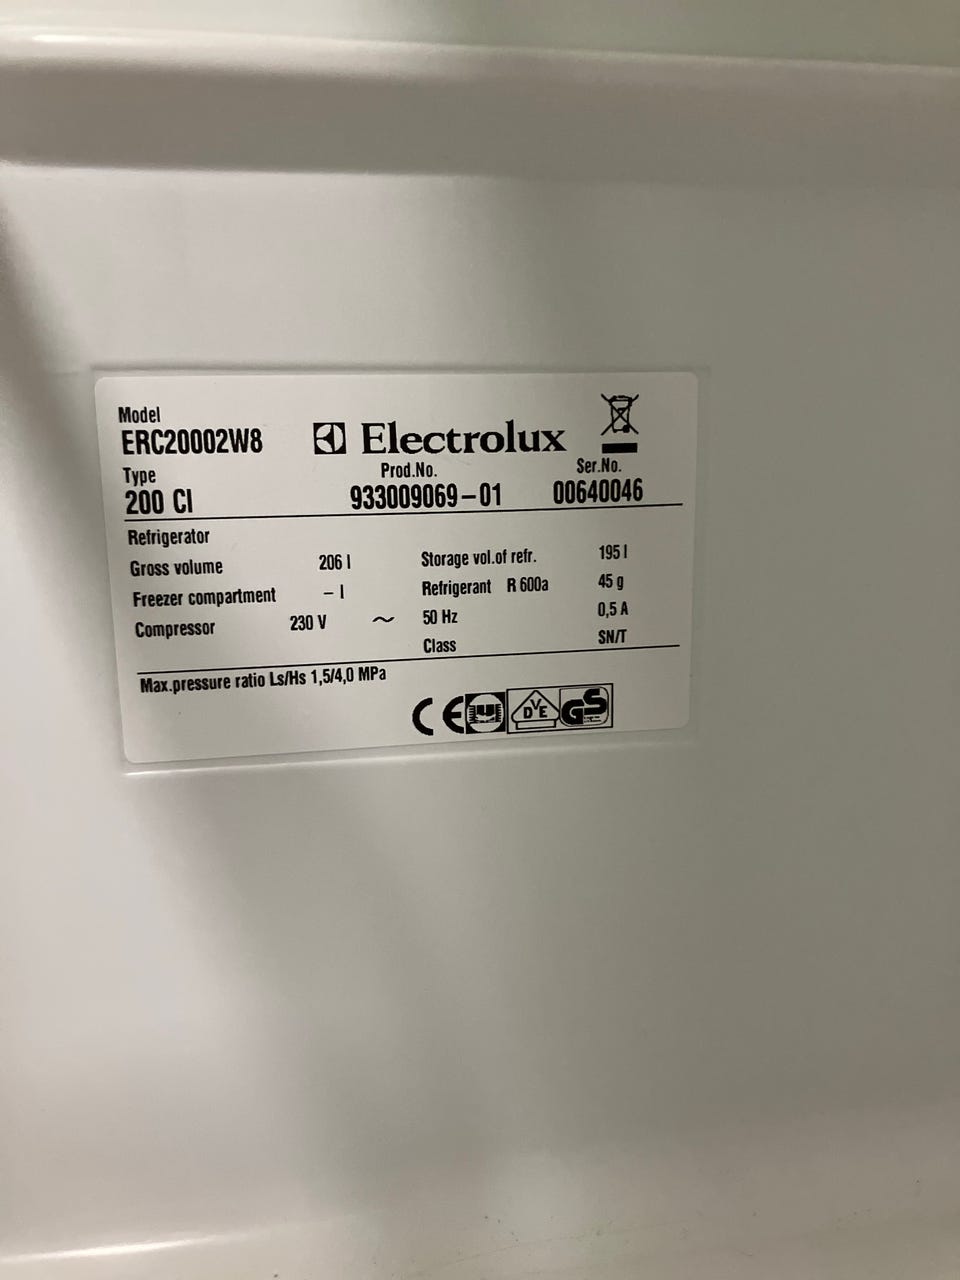 Model
ERC20002W8
Electrolux
Type
Prod.No. Ser.No.
200 CI 933009069-01 00640046
Refrigerator
Gross volume 206 l Storage vol.of refr. 195 l
Freezer compartment – l Refrigerant R 600a 45 g
Compressor 230 V ~ 50 Hz 0,5 A
Class SN/T
Max.pressure ratio Ls/Hs 1,5/4,0 MPa
CE VDE GS